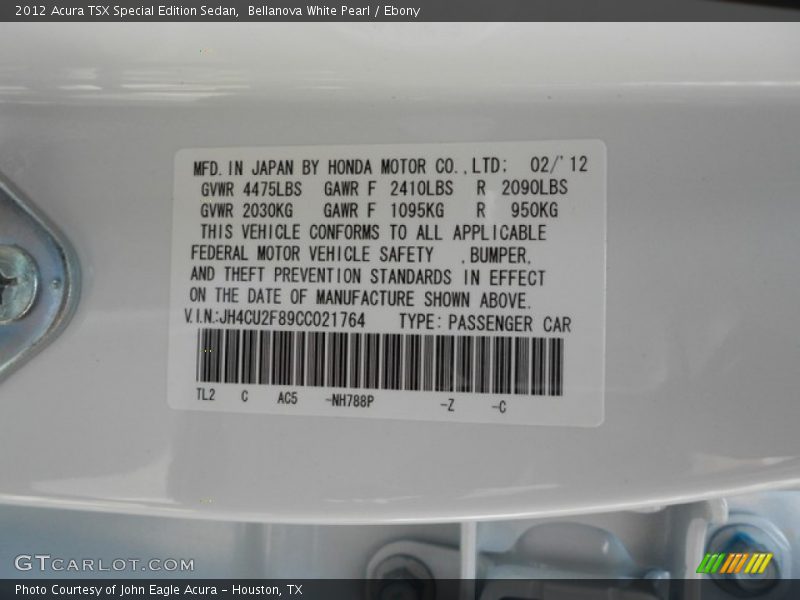 2012 Acura TSX Special Edition Sedan,  Bellanova White Pearl / Ebony
MFD. IN JAPAN BY HONDA MOTOR CO., LTD; 02/'12
GVWR 4475LBS GAWR F 2410LBS R 2090LBS
GVWR 2030KG GAWR F 1095KG R 950KG
THIS VEHICLE CONFORMS TO ALL APPLICABLE
FEDERAL MOTOR VEHICLE SAFETY , BUMPER,
AND THEFT PREVENTION STANDARDS IN EFFECT
ON THE DATE OF MANUFACTURE SHOWN ABOVE.
V.I.N.:JH4CU2F89CC021764 TYPE: PASSENGER CAR
TL2 C AC5 -NH788P -Z -C
GTCARLOT.COM
Photo Courtesy of John Eagle Acura - Houston, TX